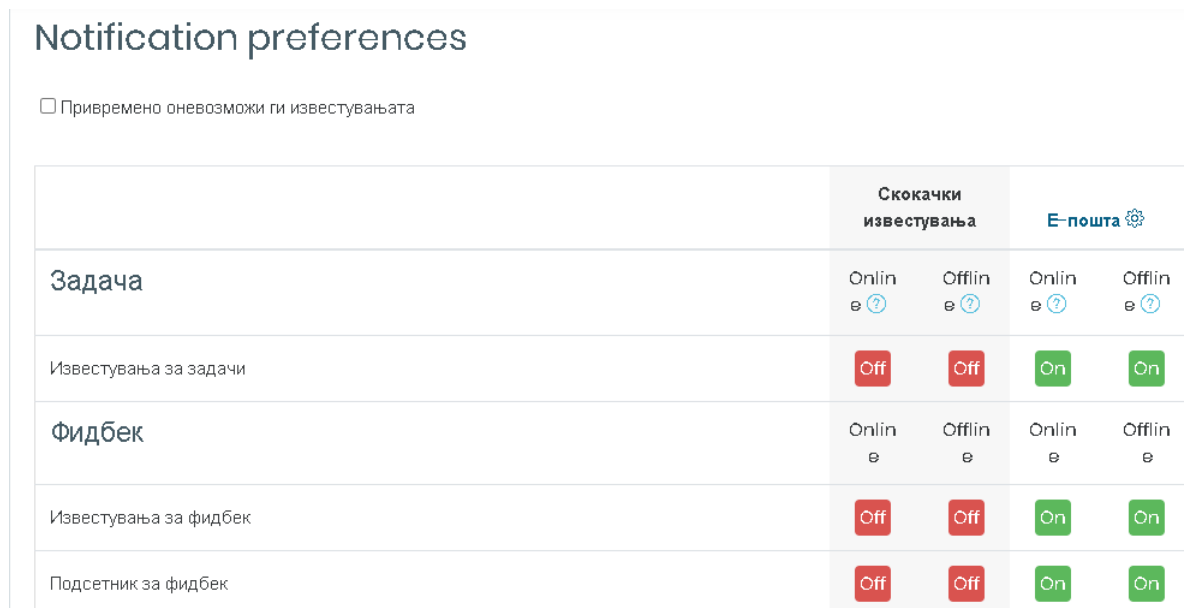 Notification preferences
Привремено оневозможи ги известувањата
Скокачки
известувања
Е-пошта
Задача
Onlin
e
Offlin
e
Onlin
e
Offlin
e
Известувања за задачи
Off
Off
On
On
Фидбек
Onlin
e
Offlin
e
Onlin
e
Offlin
e
Известувања за фидбек
Off
Off
On
On
Подсетник за фидбек
Off
Off
On
On